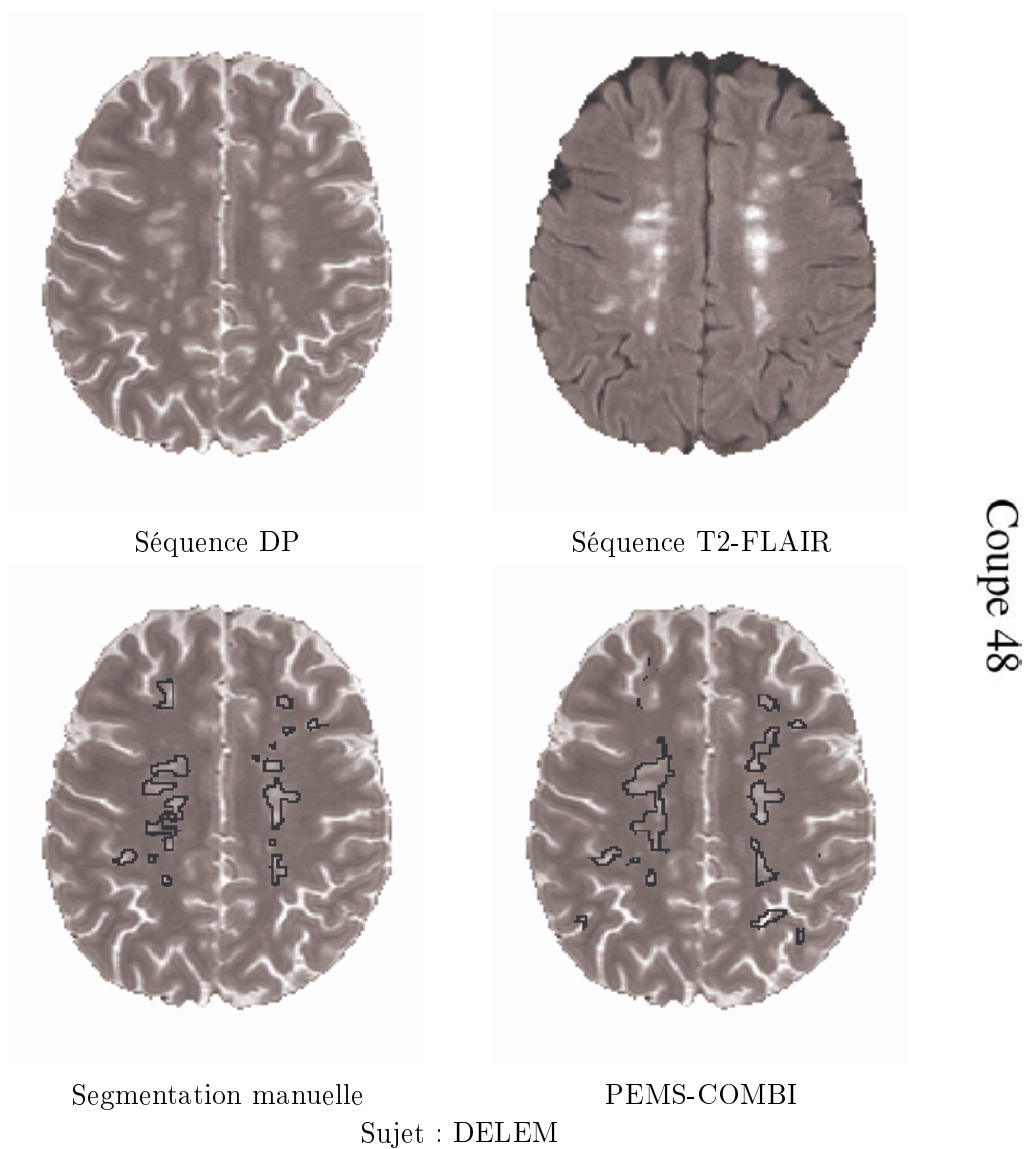 Séquence DP
Séquence T2-FLAIR
Coupe 48
Segmentation manuelle
PEMS-COMBI
Sujet : DELEM